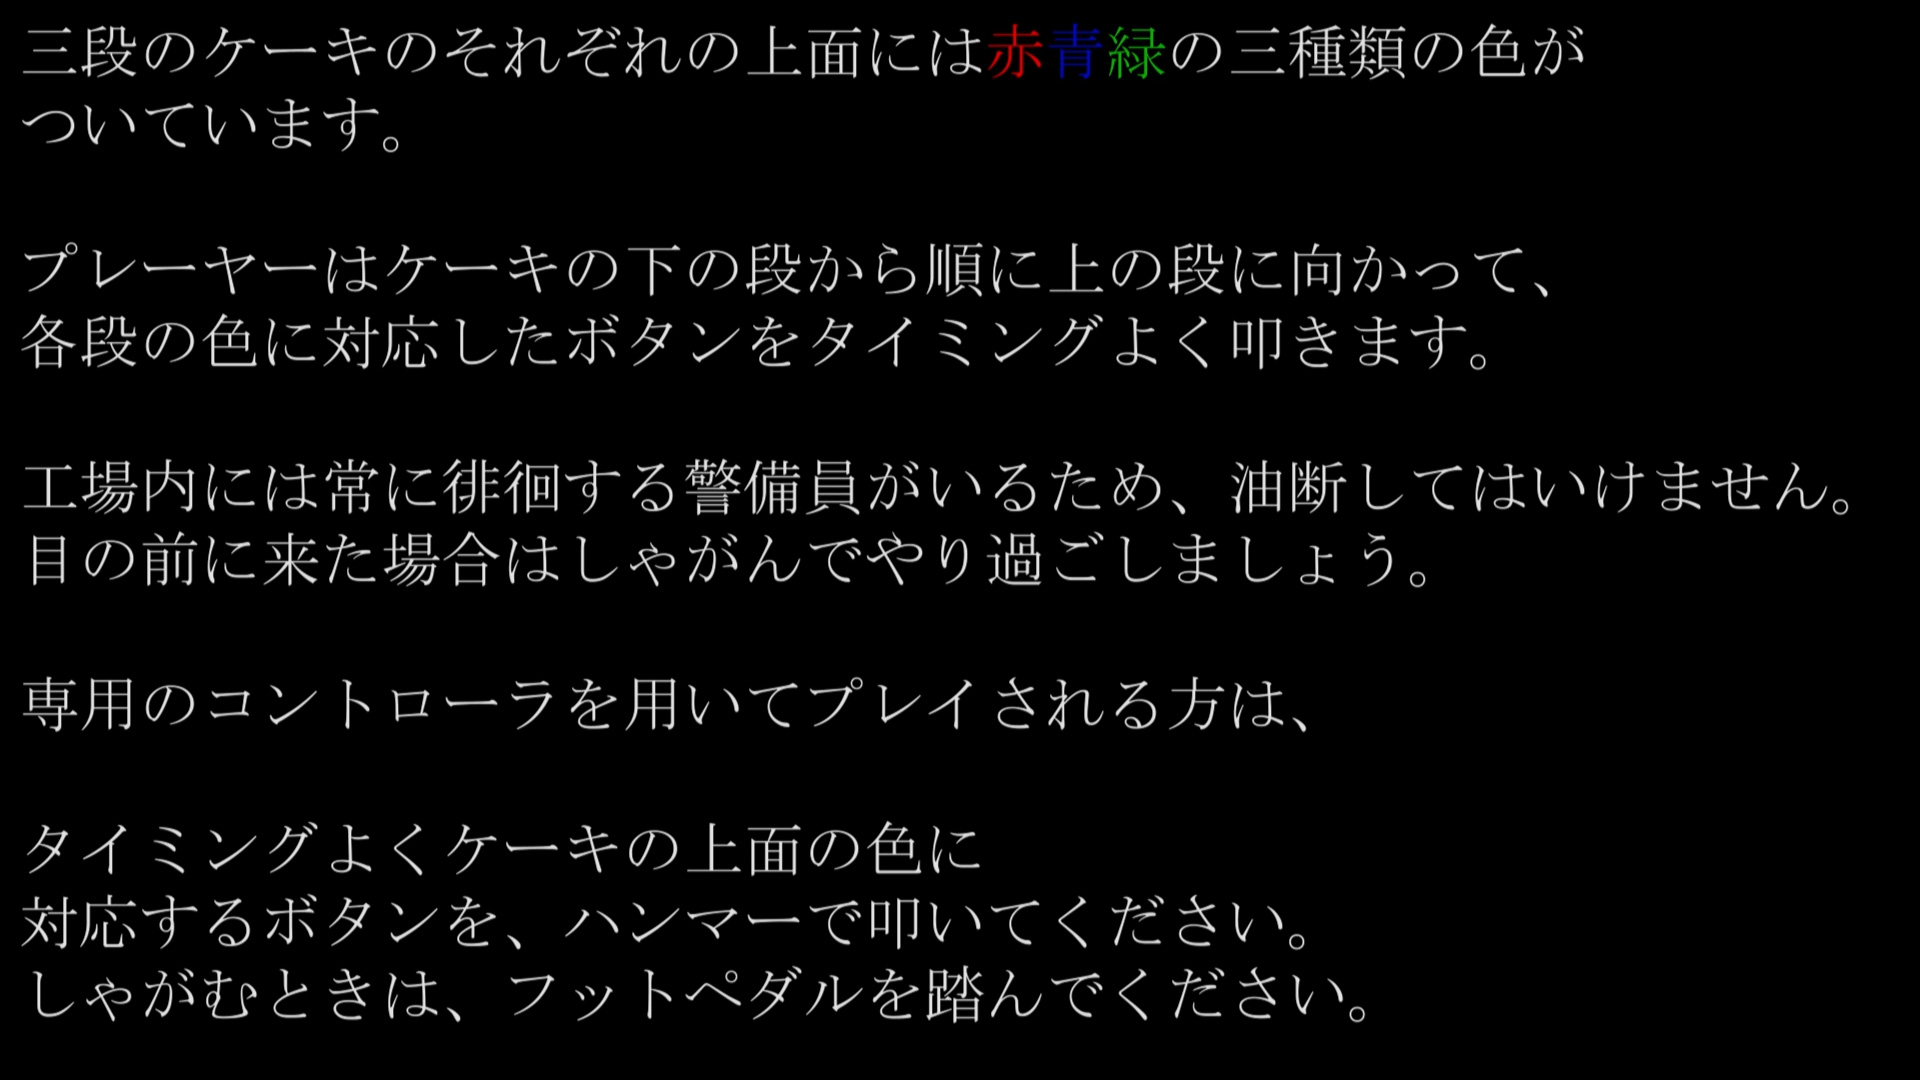 三段のケーキのそれぞれの上面には赤青緑の三種類の色が
ついています。
プレーヤーはケーキの下の段から順に上の段に向かって、
各段の色に対応したボタンをタイミングよく叩きます。
工場内には常に徘徊する警備員がいるため、油断してはいけません。
目の前に来た場合はしゃがんでやり過ごしましょう。
専用のコントローラを用いてプレイされる方は、
タイミングよくケーキの上面の色に
対応するボタンを、ハンマーで叩いてください。
しゃがむときは、フットペダルを踏んでください。